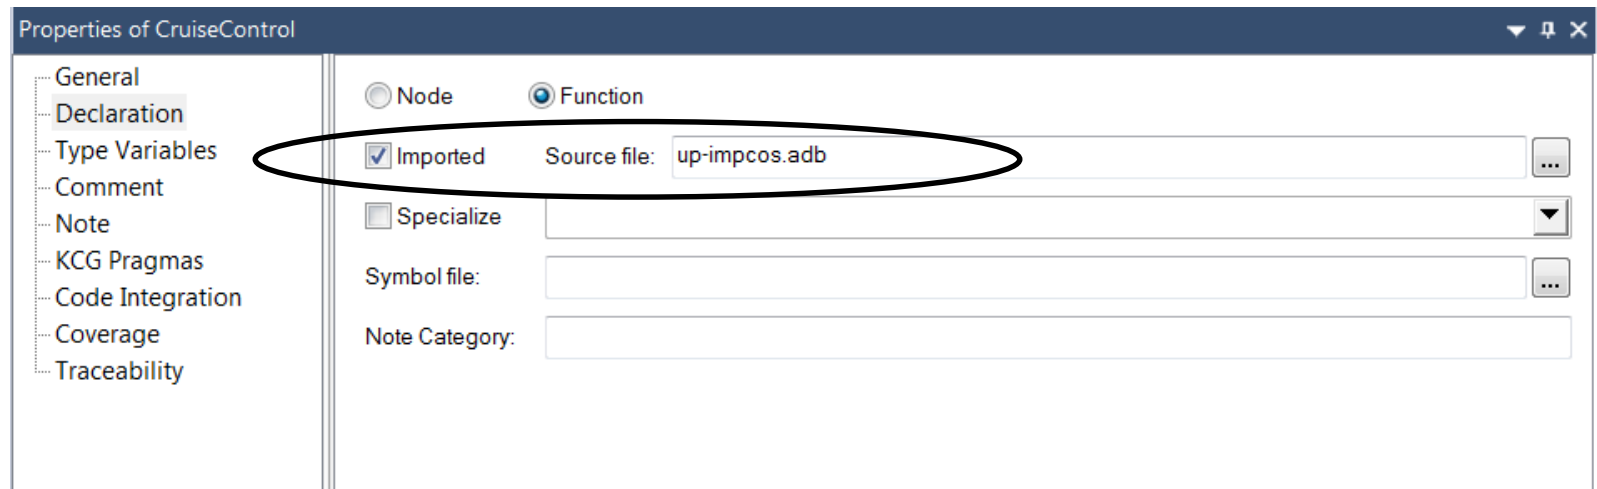 Properties of CruiseControl
General
Declaration
Type Variables
Comment
Note
KCG Pragmas
Code Integration
Coverage
Traceability
Node Function
Imported Source file: up-impcos.adb ...
Specialize
Symbol file: ...
Note Category: